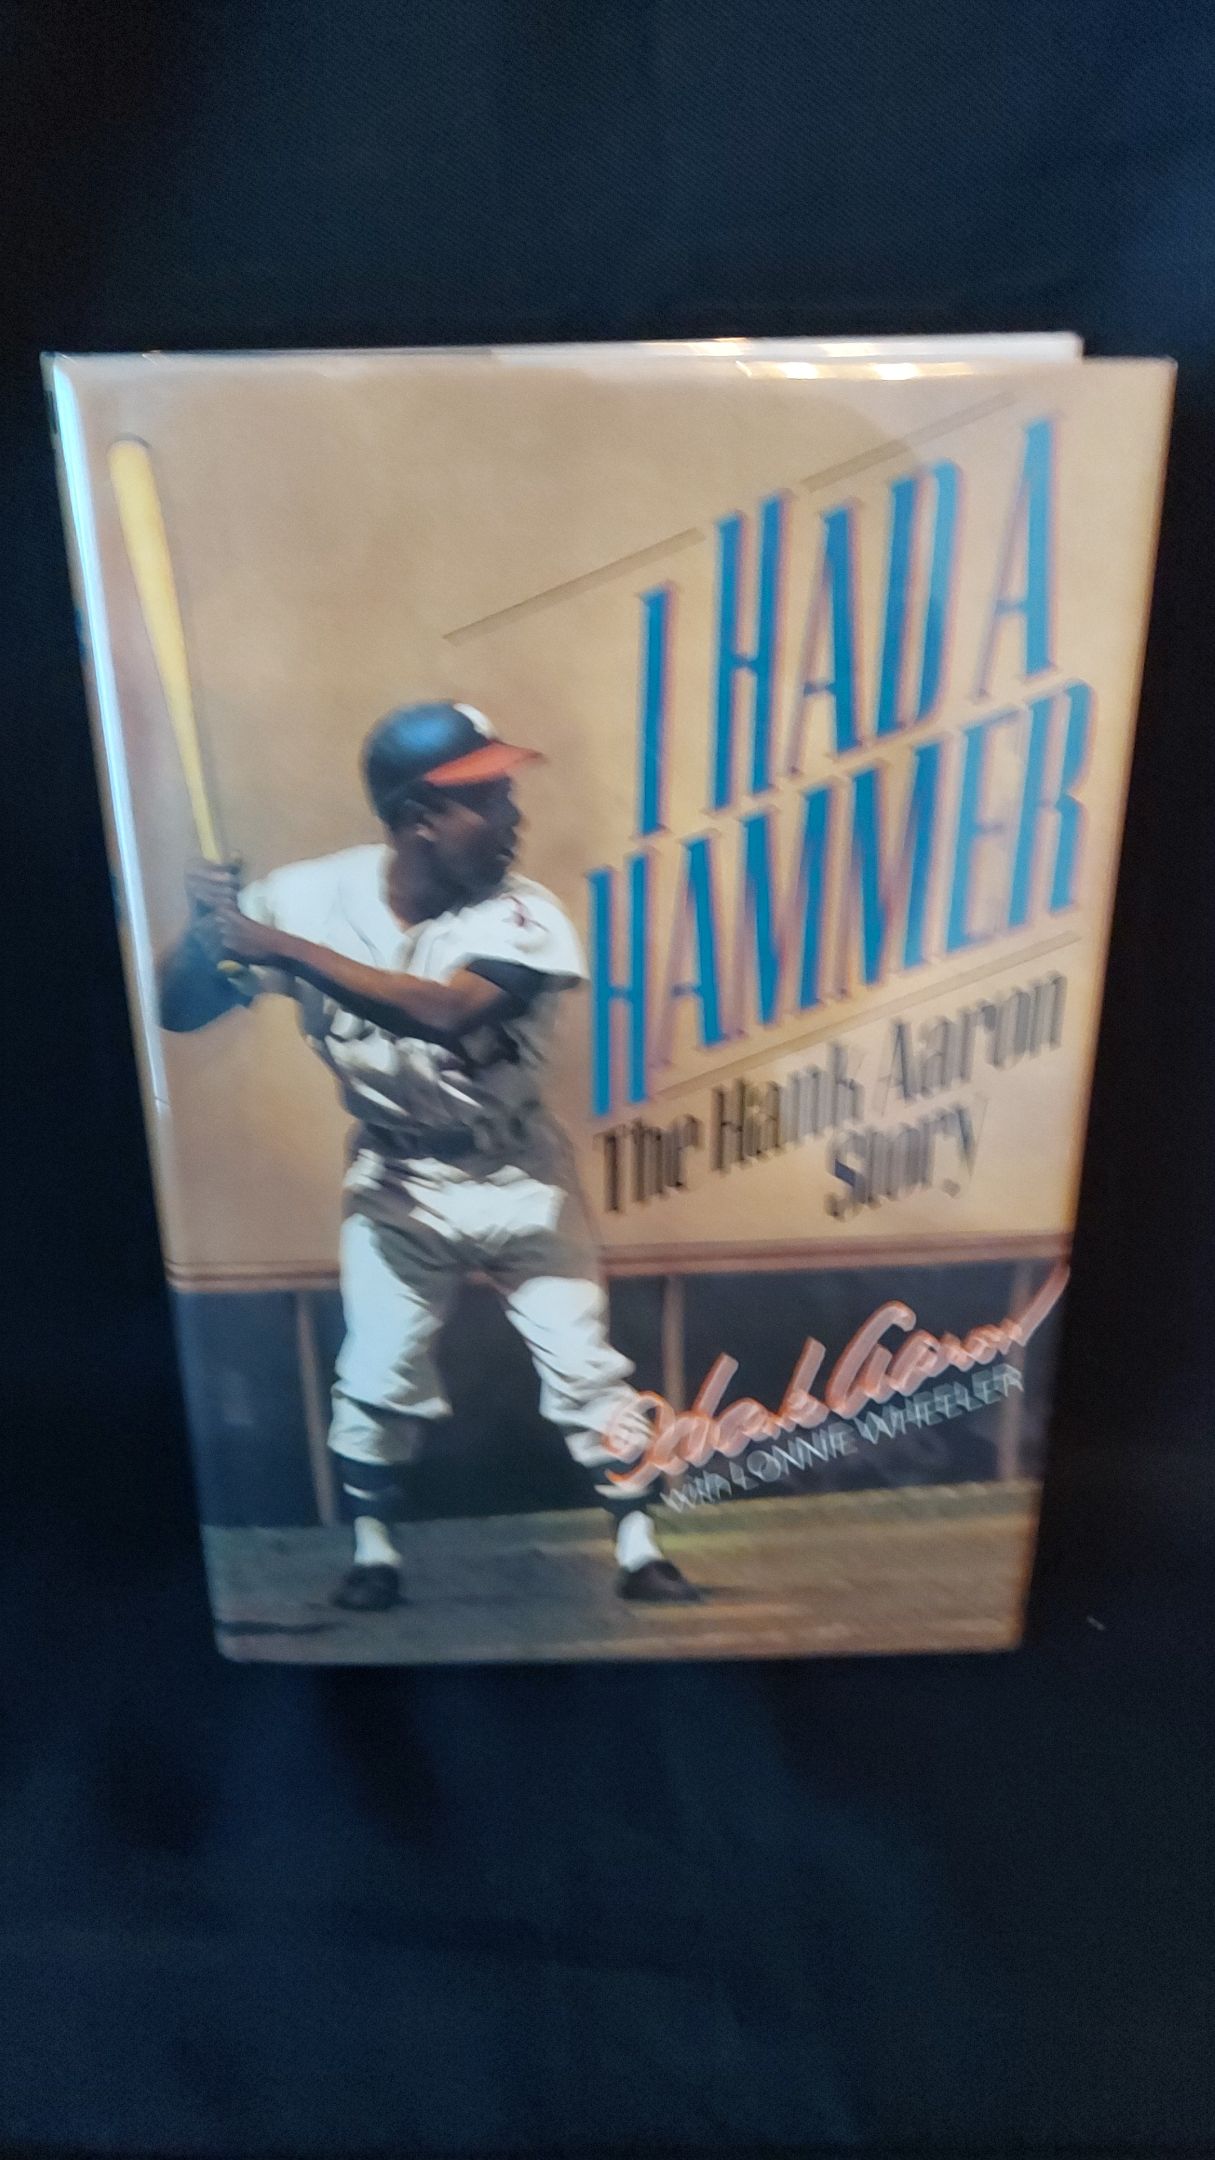 I HAD A
HAMMER
The Hank Aaron
Story
Hank Aaron
WITH LONNIE WHEELER